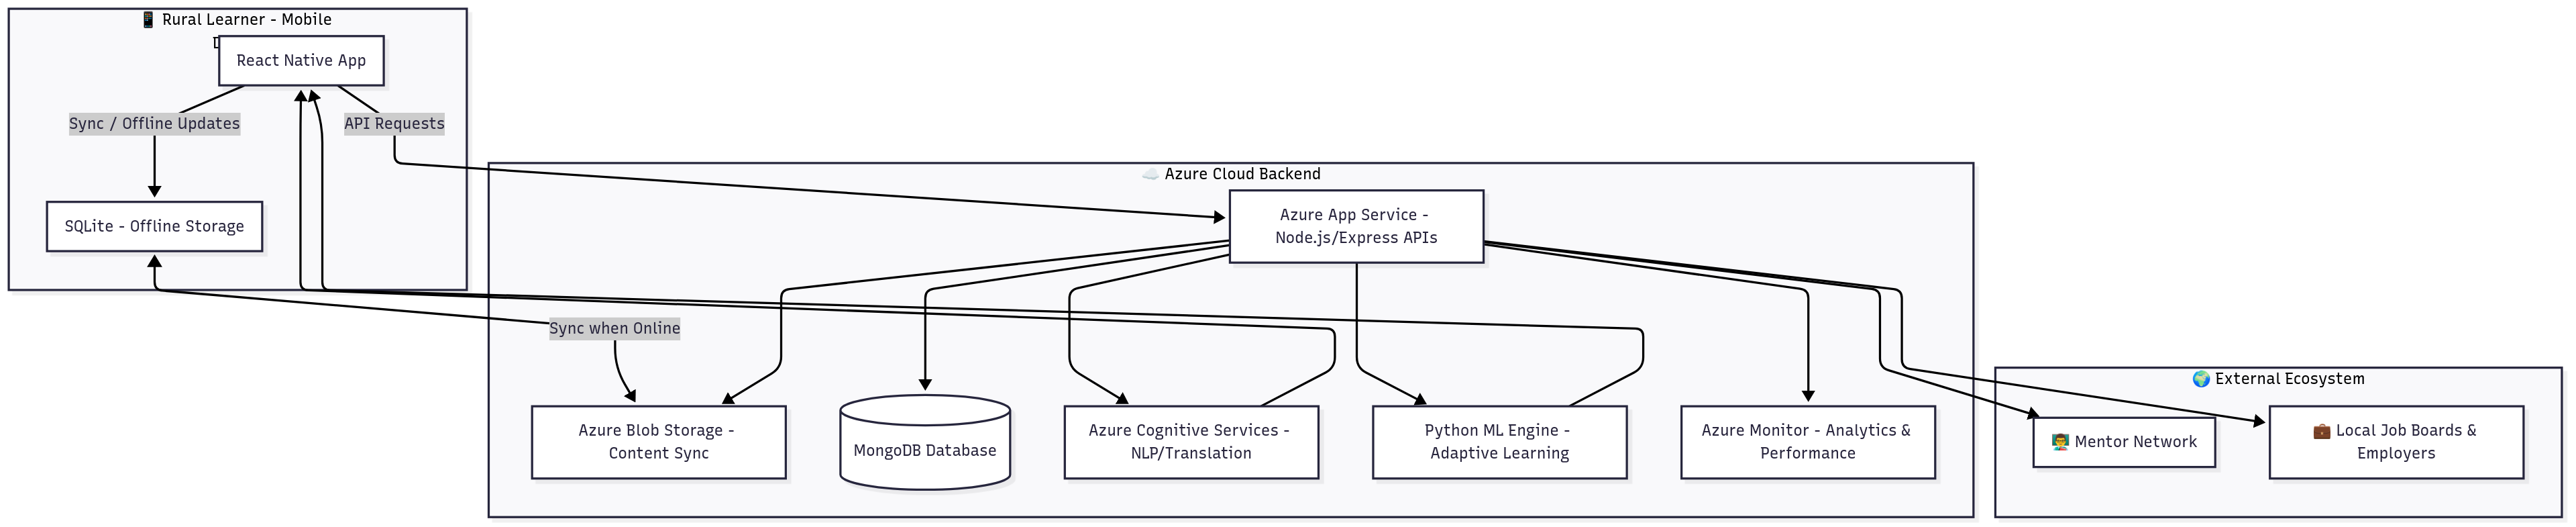 📱 Rural Learner - Mobile
React Native App
Sync / Offline Updates
API Requests
SQLite - Offline Storage
☁️ Azure Cloud Backend
Azure App Service -
Node.js/Express APIs
Sync when Online
Azure Blob Storage -
Content Sync
MongoDB Database
Azure Cognitive Services -
NLP/Translation
Python ML Engine -
Adaptive Learning
Azure Monitor - Analytics &
Performance
🌍 External Ecosystem
👨‍🏫 Mentor Network
💼 Local Job Boards &
Employers